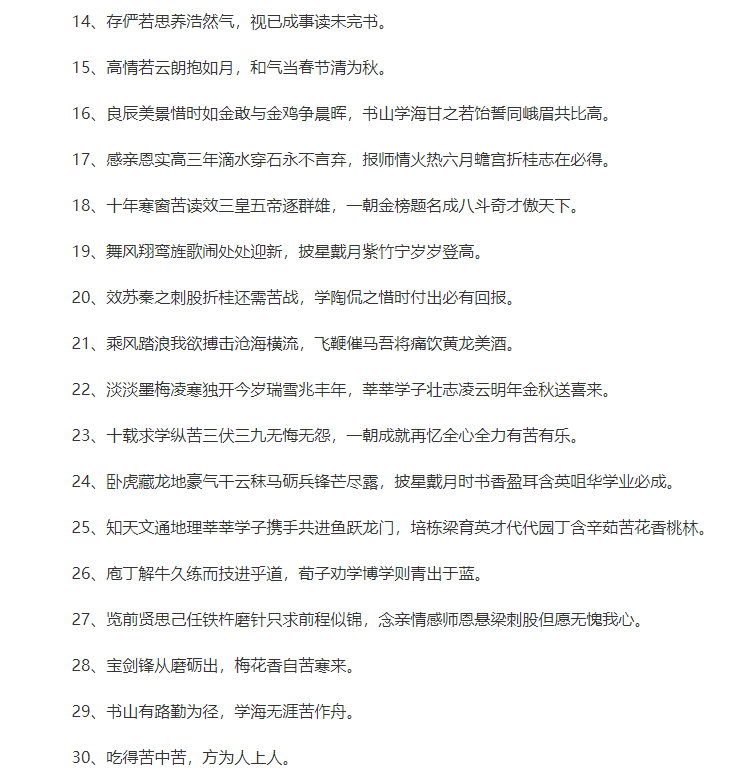 14、存俨若思养浩然气，视已成事读未完书。
15、高情若云朗抱如月，和气当春节清为秋。
16、良辰美景惜时如金敢与金鸡争晨晖，书山学海甘之若饴誓同峨眉共比高。
17、感亲恩实高三年滴水穿石永不言弃，报师情火热六月蟾宫折桂志在必得。
18、十年寒窗苦读效三皇五帝逐群雄，一朝金榜题名成八斗奇才傲天下。
19、舞风翔鸾旌歌闹处处迎新，披星戴月紫竹宁岁岁登高。
20、效苏秦之刺股折桂还需苦战，学陶侃之惜时付出必有回报。
21、乘风踏浪我欲搏击沧海横流，飞鞭催马吾将痛饮黄龙美酒。
22、淡淡墨梅凌寒独开今岁瑞雪兆丰年，莘莘学子壮志凌云明年金秋送喜来。
23、十载求学纵苦三伏三九无悔无怨，一朝成就再忆全心全力有苦有乐。
24、卧虎藏龙地豪气干云秣马砺兵锋芒尽露，披星戴月时书香盈耳含英咀华学业必成。
25、知天文通地理莘莘学子携手共进鱼跃龙门，培栋梁育英才代代园丁含辛茹苦花香桃林。
26、庖丁解牛久练而技进乎道，荀子劝学博学则青出于蓝。
27、览前贤思己任铁杵磨针只求前程似锦，念亲情感师恩悬梁刺股但愿无愧我心。
28、宝剑锋从磨砺出，梅花香自苦寒来。
29、书山有路勤为径，学海无涯苦作舟。
30、吃得苦中苦，方为人上人。